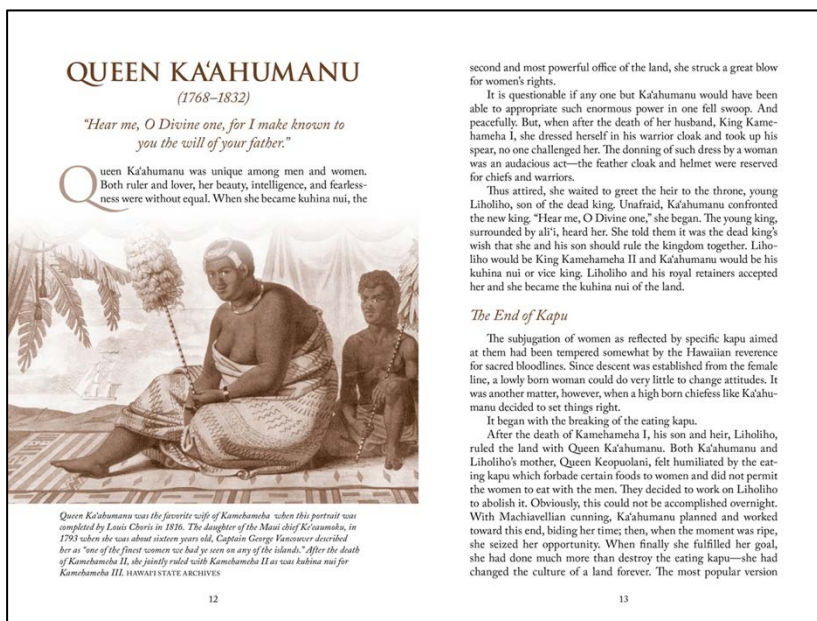 QUEEN KA‘AHUMANU
(1768–1832)
“Hear me, O Divine one, for I make known to
you the will of your father.”
Queen Ka‘ahumanu was unique among men and women.
Both ruler and lover, her beauty, intelligence, and fearless-
ness were without equal. When she became kuhina nui, the
Queen Ka‘ahumanu was the favorite wife of Kamehameha when this portrait was
completed by Louis Choris in 1816. The daughter of the Maui chief Ke‘eaumoku, in
1793 when she was about sixteen years old, Captain George Vancouver described
her as “one of the finest women we had ye seen on any of the islands.” After the death
of Kamehameha II, she jointly ruled with Kamehameha II as was kuhina nui for
Kamehameha III. HAWAI‘I STATE ARCHIVES
12
second and most powerful office of the land, she struck a great blow
for women’s rights.
It is questionable if any one but Ka‘ahumanu would have been
able to appropriate such enormous power in one fell swoop. And
peacefully. But, when after the death of her husband, King Kame-
hameha I, she dressed herself in his warrior cloak and took up his
spear, no one challenged her. The donning of such dress by a woman
was an audacious act—the feather cloak and helmet were reserved
for chiefs and warriors.
Thus attired, she waited to greet the heir to the throne, young
Liholiho, son of the dead king. Unafraid, Ka‘ahumanu confronted
the new king. “Hear me, O Divine one,” she began. The young king,
surrounded by ali‘i, heard her. She told them it was the dead king’s
wish that she and his son should rule the kingdom together. Liho-
liho would be King Kamehameha II and Ka‘ahumanu would be his
kuhina nui or vice king. Liholiho and his royal retainers accepted
her and she became the kuhina nui of the land.
The End of Kapu
The subjugation of women as reflected by specific kapu aimed
at them had been tempered somewhat by the Hawaiian reverence
for sacred bloodlines. Since descent was established from the female
line, a lowly born woman could do very little to change attitudes. It
was another matter, however, when a high born chiefess like Ka‘ahu-
manu decided to set things right.
It began with the breaking of the eating kapu.
After the death of Kamehameha I, his son and heir, Liholiho,
ruled the land with Queen Ka‘ahumanu. Both Ka‘ahumanu and
Liholiho’s mother, Queen Keopuolani, felt humiliated by the eat-
ing kapu which forbade certain foods to women and did not permit
the women to eat with the men. They decided to work on Liholiho
to abolish it. Obviously, this could not be accomplished overnight.
With Machiavellian cunning, Ka‘ahumanu planned and worked
toward this end, biding her time; then, when the moment was ripe,
she seized her opportunity. When finally she fulfilled her goal,
she had done much more than destroy the eating kapu—she had
changed the culture of a land forever. The most popular version
13